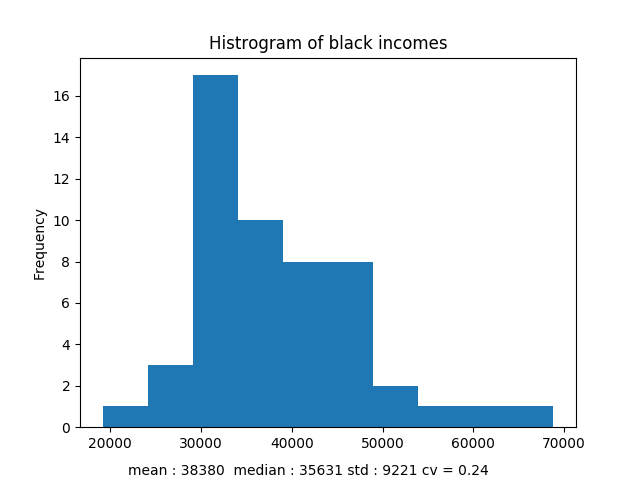 Histrogram of black incomes
Frequency
16
14
12
10
8
6
4
2
0
20000 30000 40000 50000 60000 70000
mean : 38380 median : 35631 std : 9221 cv = 0.24